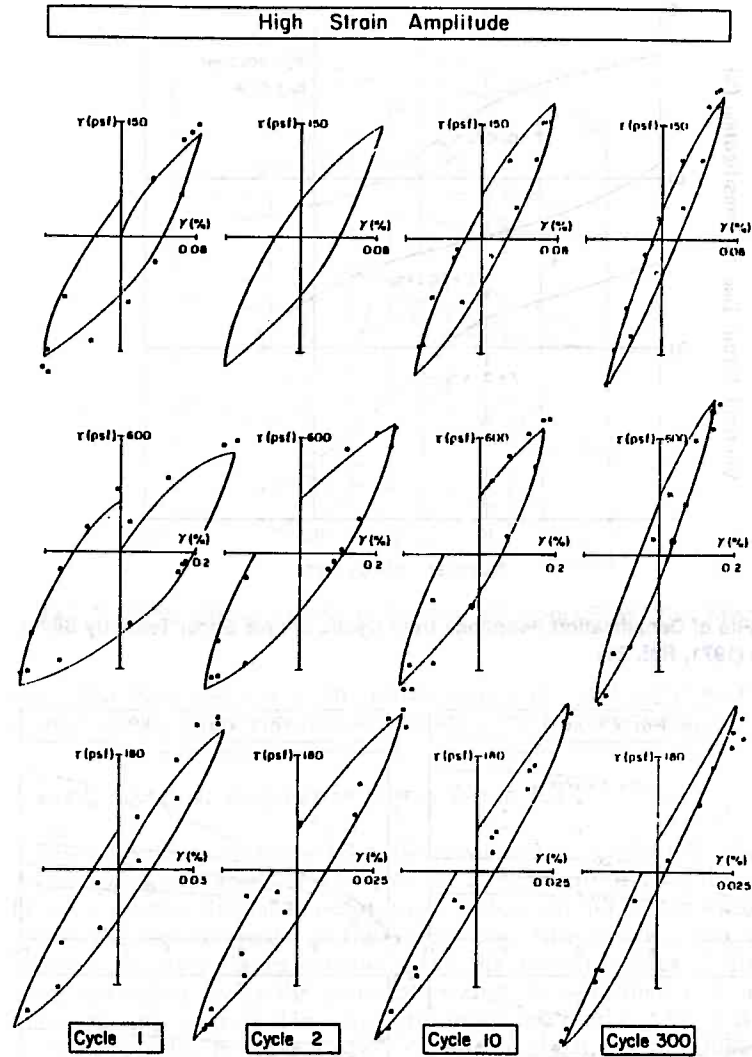 High Strain Amplitude
τ(psf) 150 τ(psf) 150 τ(psf) 150 τ(psf) 150
γ(%) γ(%) γ(%) γ(%)
0.08 0.08 0.08 0.08
τ(psf) 600 τ(psf) 600 τ(psf) 600 τ(psf) 600
γ(%) γ(%) γ(%) γ(%)
0.2 0.2 0.2 0.2
τ(psf) 180 τ(psf) 180 τ(psf) 180 τ(psf) 180
γ(%) γ(%) γ(%) γ(%)
0.03 0.025 0.025 0.025
Cycle 1 Cycle 2 Cycle 10 Cycle 300